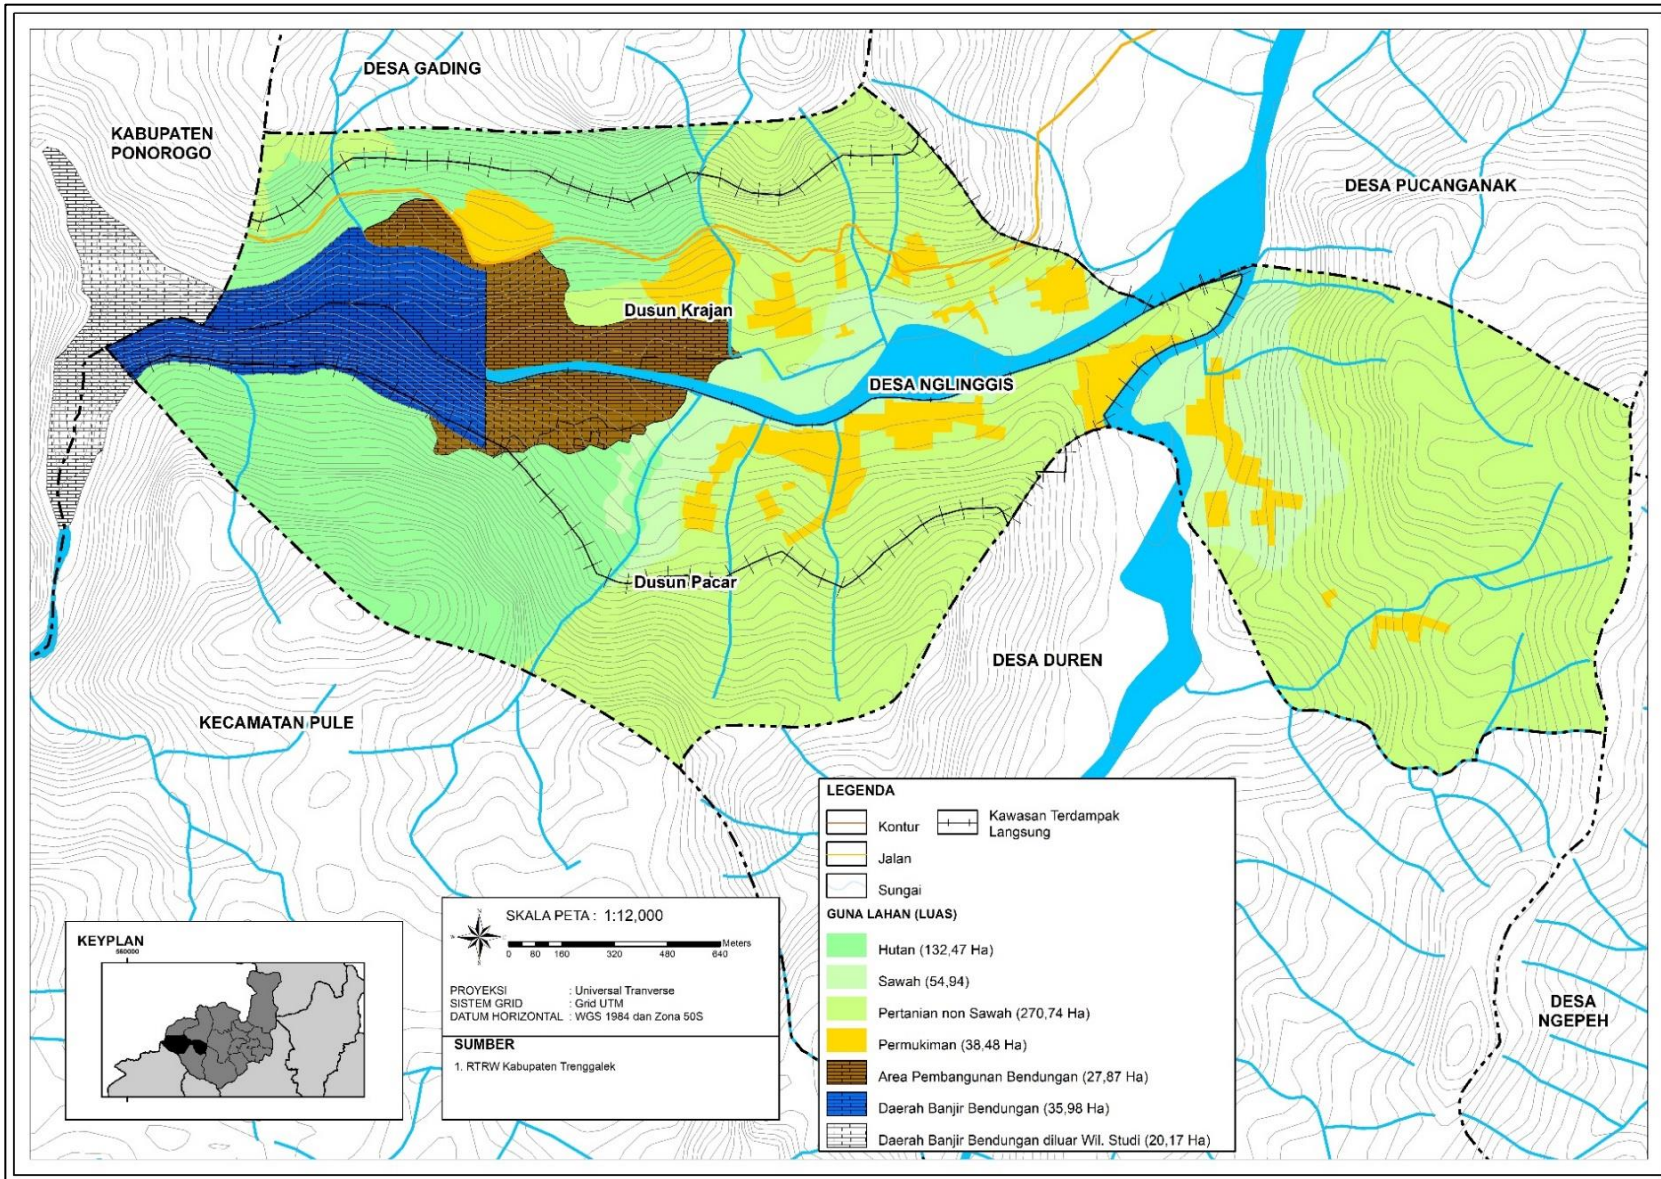 DESA GADING
KABUPATEN
PONOROGO
DESA PUCANGANAK
Dusun Krajan
DESA NGLINGGIS
Dusun Pacar
DESA DUREN
KECAMATAN PULE
DESA
NGEPEH
LEGENDA
Kontur
Kawasan Terdampak
Langsung
Jalan
Sungai
GUNA LAHAN (LUAS)
Hutan (132,47 Ha)
Sawah (54,94)
Pertanian non Sawah (270,74 Ha)
Permukiman (38,48 Ha)
Area Pembangunan Bendungan (27,87 Ha)
Daerah Banjir Bendungan (35,98 Ha)
Daerah Banjir Bendungan diluar Wil. Studi (20,17 Ha)
SKALA PETA : 1:12,000
Meters
0 80 160 320 480 640
PROYEKSI : Universal Tranverse
SISTEM GRID : Grid UTM
DATUM HORIZONTAL : WGS 1984 dan Zona 50S
SUMBER
1. RTRW Kabupaten Trenggalek
KEYPLAN
560000